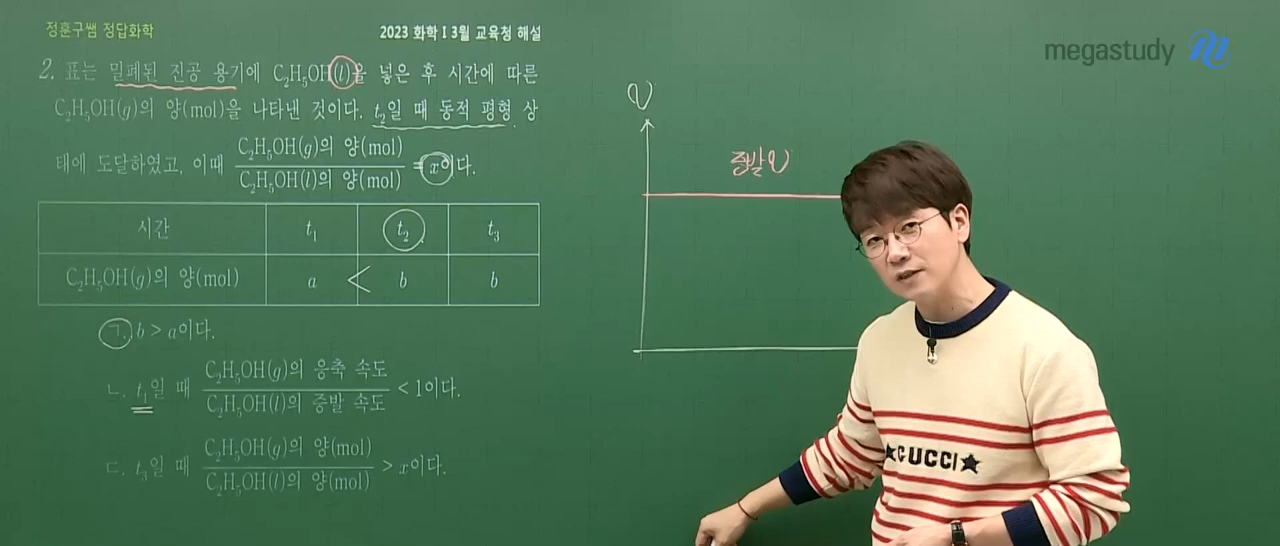 정훈구쌤 정답화학
2023 화학 I 3월 교육청 해설
megastudy
2. 표는 밀폐된 진공 용기에 C₂H₅OH(l)을 넣은 후 시간에 따른
C₂H₅OH(g)의 양(mol)을 나타낸 것이다. t₂일 때 동적 평형 상
태에 도달하였고, 이때 C₂H₅OH(g)의 양(mol) / C₂H₅OH(l)의 양(mol) = x이다.
시간 t₁ t₂ t₃
C₂H₅OH(g)의 양(mol) a < b b
ㄱ. b > a이다.
ㄴ. t₁일 때 C₂H₅OH(g)의 응축 속도 / C₂H₅OH(l)의 증발 속도 < 1이다.
ㄷ. t₃일 때 C₂H₅OH(g)의 양(mol) / C₂H₅OH(l)의 양(mol) > x이다.
v
증발 v
GUCCI